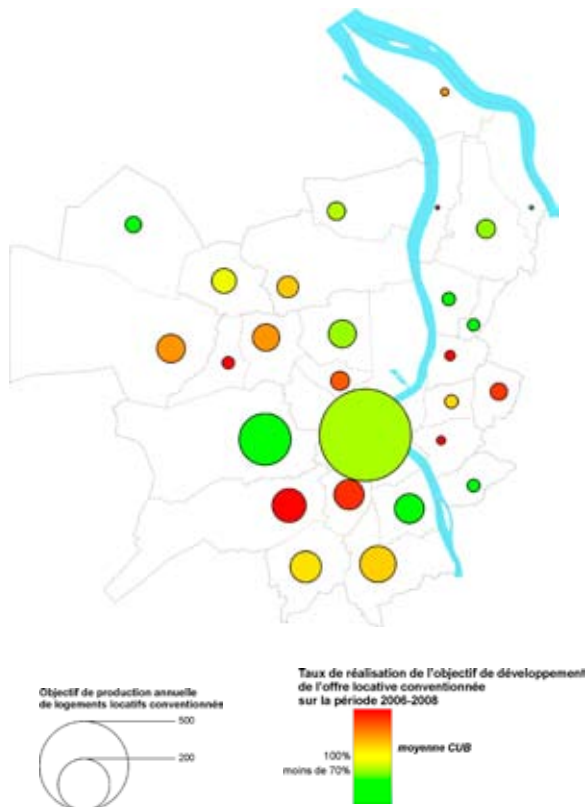 Objectif de production annuelle
de logements locatifs conventionnés
500
200
Taux de réalisation de l'objectif de développement
de l'offre locative conventionnée
sur la période 2006-2008
100%
moins de 70%
moyenne CUB